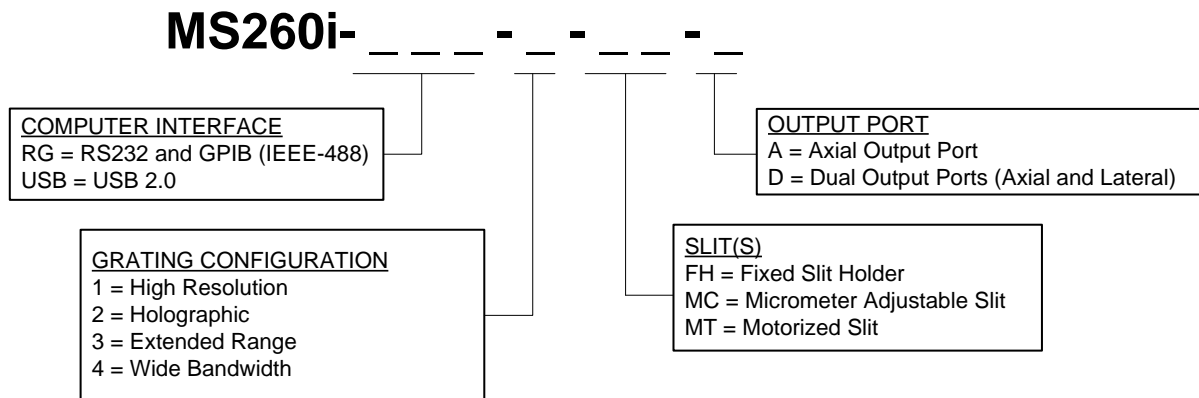 MS260i-_ _ _ - _ - _ _ - _
COMPUTER INTERFACE
RG = RS232 and GPIB (IEEE-488)
USB = USB 2.0
OUTPUT PORT
A = Axial Output Port
D = Dual Output Ports (Axial and Lateral)
GRATING CONFIGURATION
1 = High Resolution
2 = Holographic
3 = Extended Range
4 = Wide Bandwidth
SLIT(S)
FH = Fixed Slit Holder
MC = Micrometer Adjustable Slit
MT = Motorized Slit